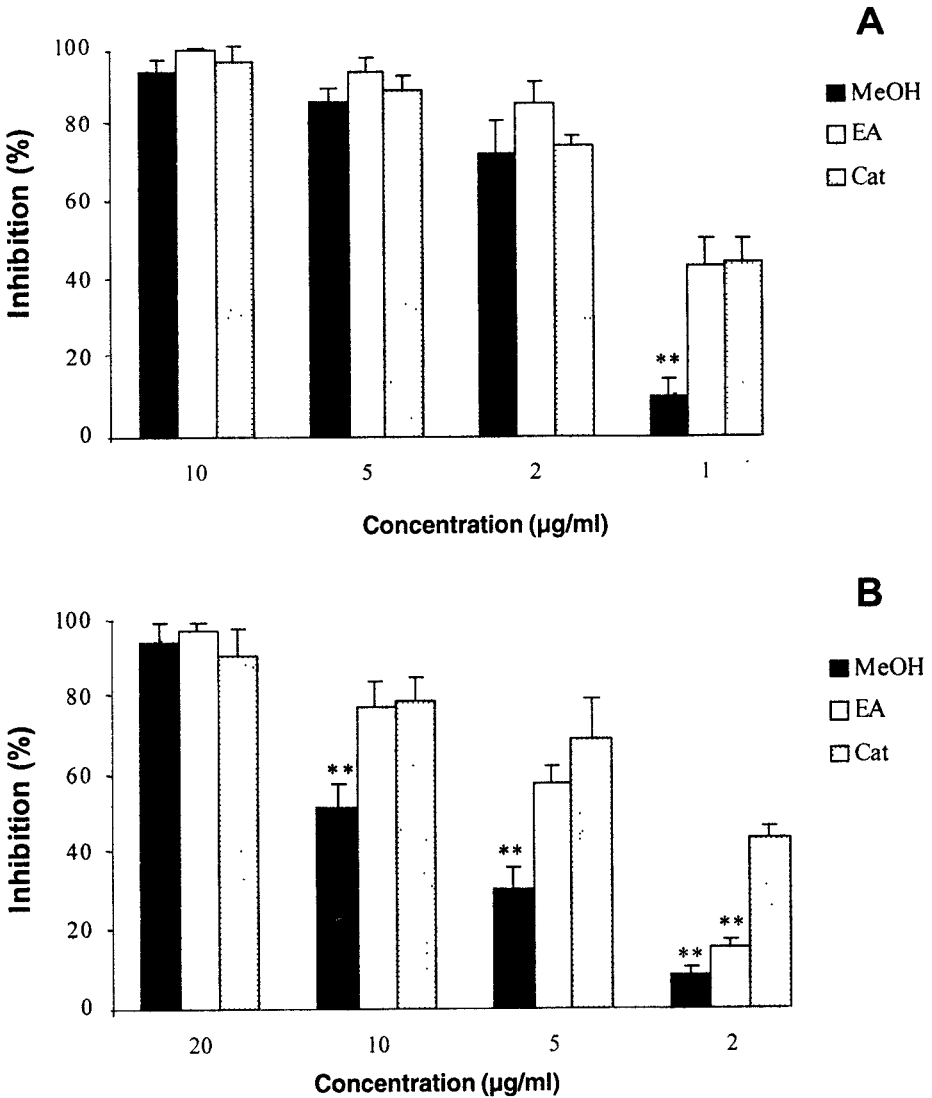 A
100
80
60
40
20
0
Inhibition (%)
**
10 5 2 1
Concentration (µg/ml)
MeOH
EA
Cat
B
100
80
60
40
20
0
Inhibition (%)
**
**
**
**
20 10 5 2
Concentration (µg/ml)
MeOH
EA
Cat